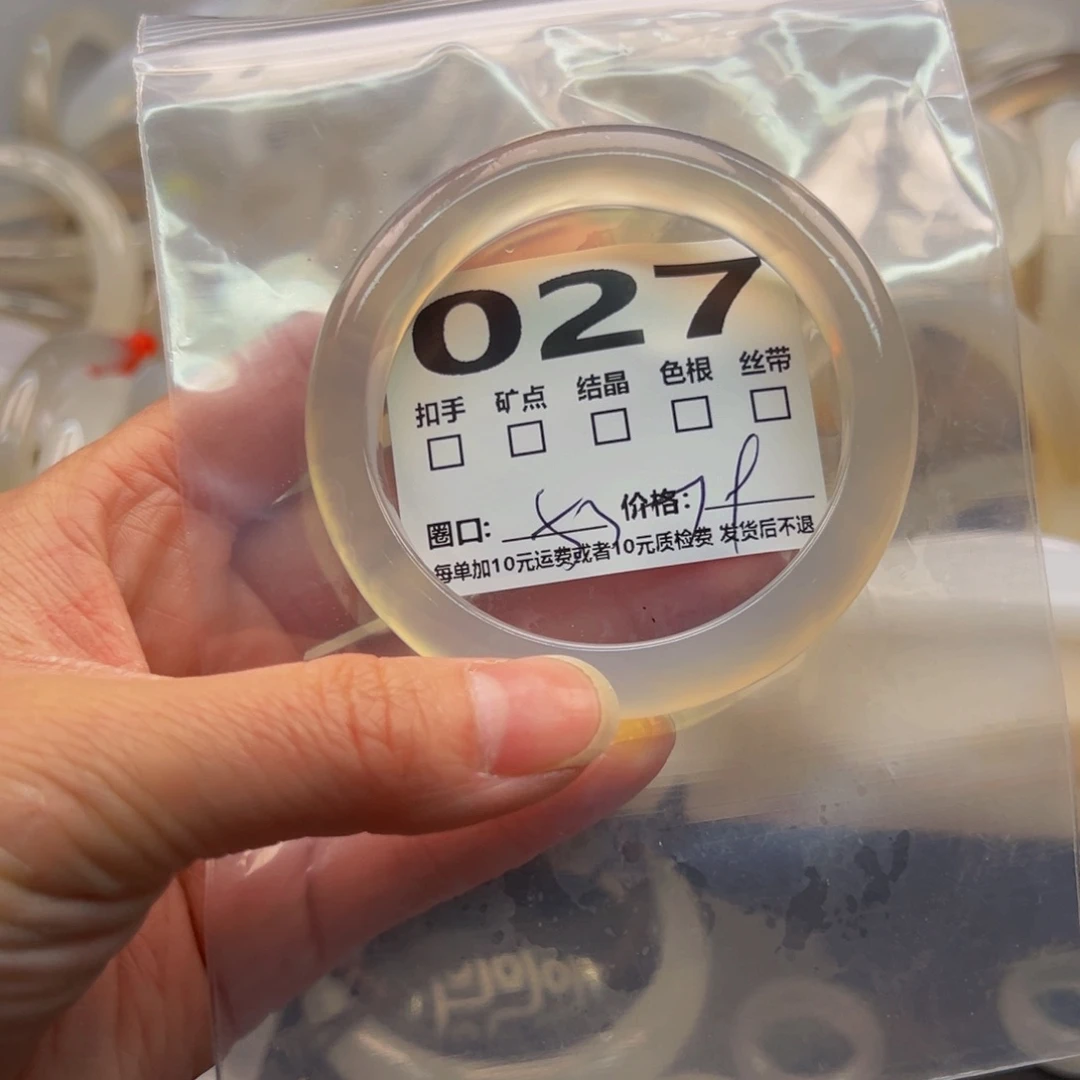 027
扣手 矿点 结晶 色根 丝带
圈口: 价格:
每单加10元运费或者10元质检费 发货后不退